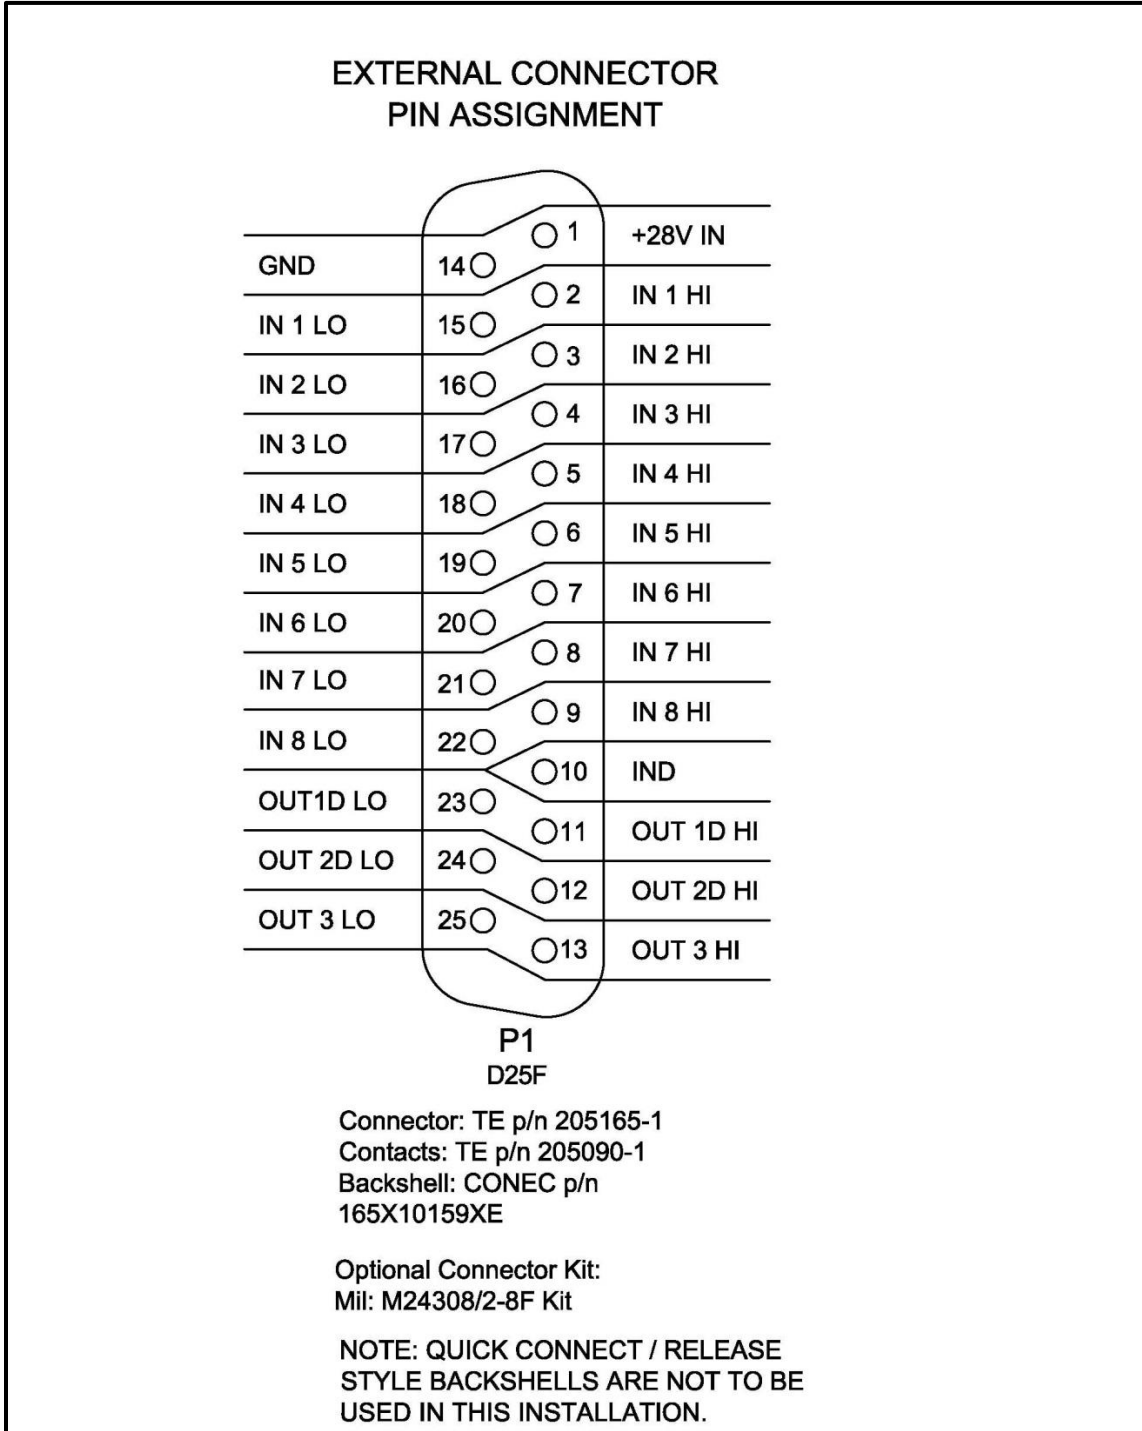 EXTERNAL CONNECTOR
PIN ASSIGNMENT
1 +28V IN
GND 14
2 IN 1 HI
IN 1 LO 15
3 IN 2 HI
IN 2 LO 16
4 IN 3 HI
IN 3 LO 17
5 IN 4 HI
IN 4 LO 18
6 IN 5 HI
IN 5 LO 19
7 IN 6 HI
IN 6 LO 20
8 IN 7 HI
IN 7 LO 21
9 IN 8 HI
IN 8 LO 22
10 IND
OUT1D LO 23
11 OUT 1D HI
OUT 2D LO 24
12 OUT 2D HI
OUT 3 LO 25
13 OUT 3 HI
P1
D25F
Connector: TE p/n 205165-1
Contacts: TE p/n 205090-1
Backshell: CONEC p/n
165X10159XE
Optional Connector Kit:
Mil: M24308/2-8F Kit
NOTE: QUICK CONNECT / RELEASE
STYLE BACKSHELLS ARE NOT TO BE
USED IN THIS INSTALLATION.